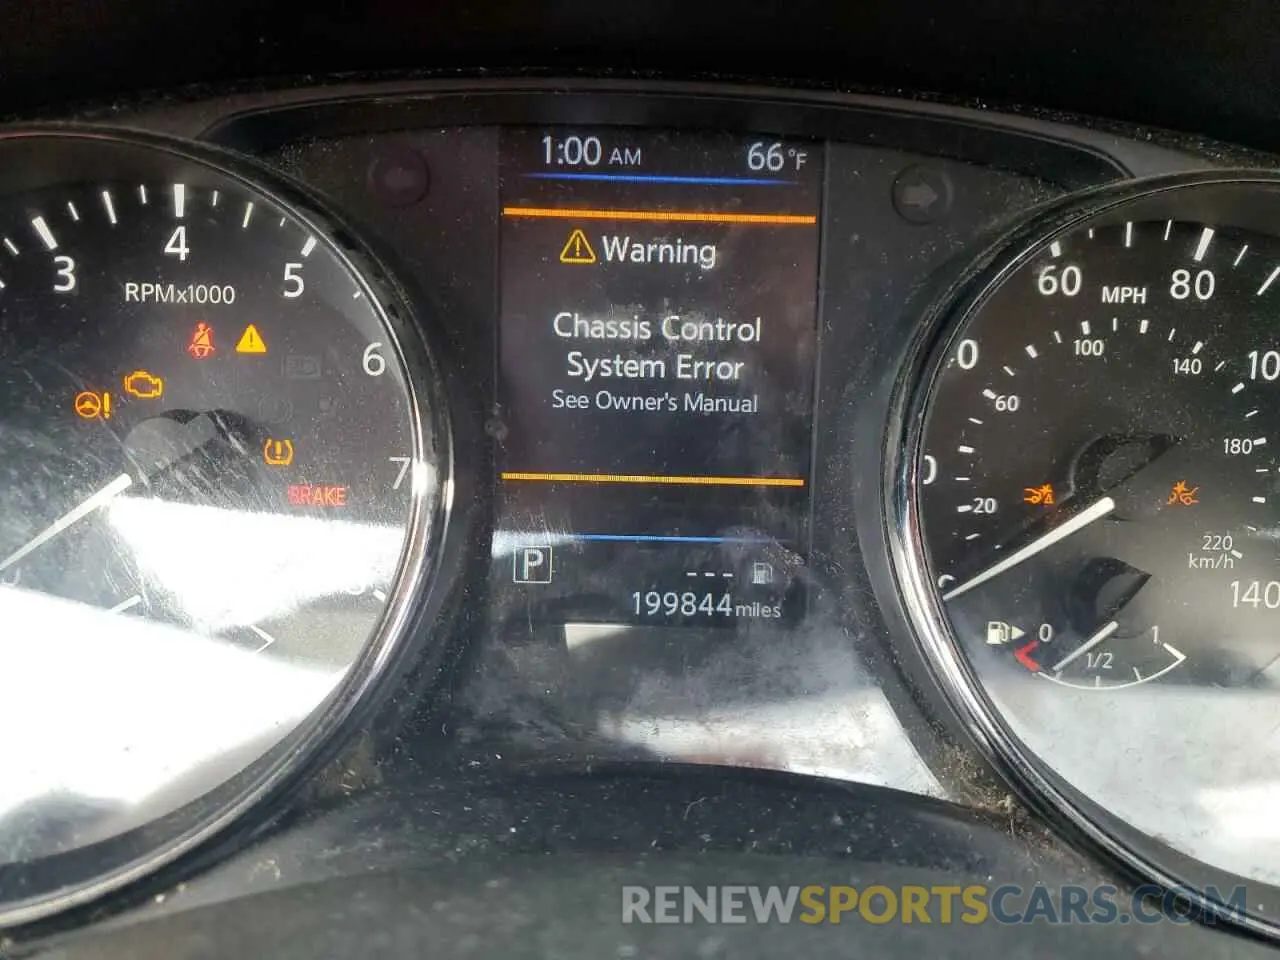 1:00 AM 66°F
Warning
Chassis Control
System Error
See Owner's Manual
P
--- 
199844 miles
3 4 5 6 7
RPMx1000
BRAKE
60 80
MPH
20 60 100 140 180 220
km/h
140
0 1/2 1
RENEWSPORTSCARS.COM